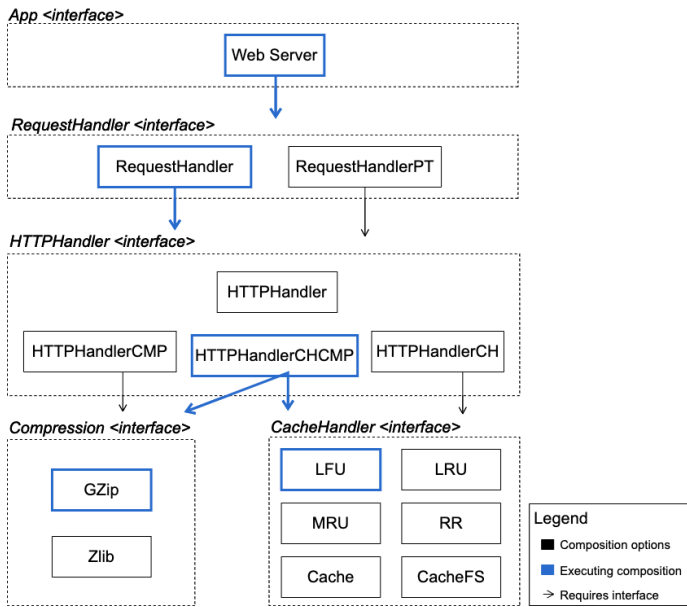 App <interface>
Web Server
RequestHandler <interface>
RequestHandler
RequestHandlerPT
HTTPHandler <interface>
HTTPHandler
HTTPHandlerCMP
HTTPHandlerCHCMP
HTTPHandlerCH
Compression <interface>
CacheHandler <interface>
GZip
Zlib
LFU
LRU
MRU
RR
Cache
CacheFS
Legend
Composition options
Executing composition
Requires interface